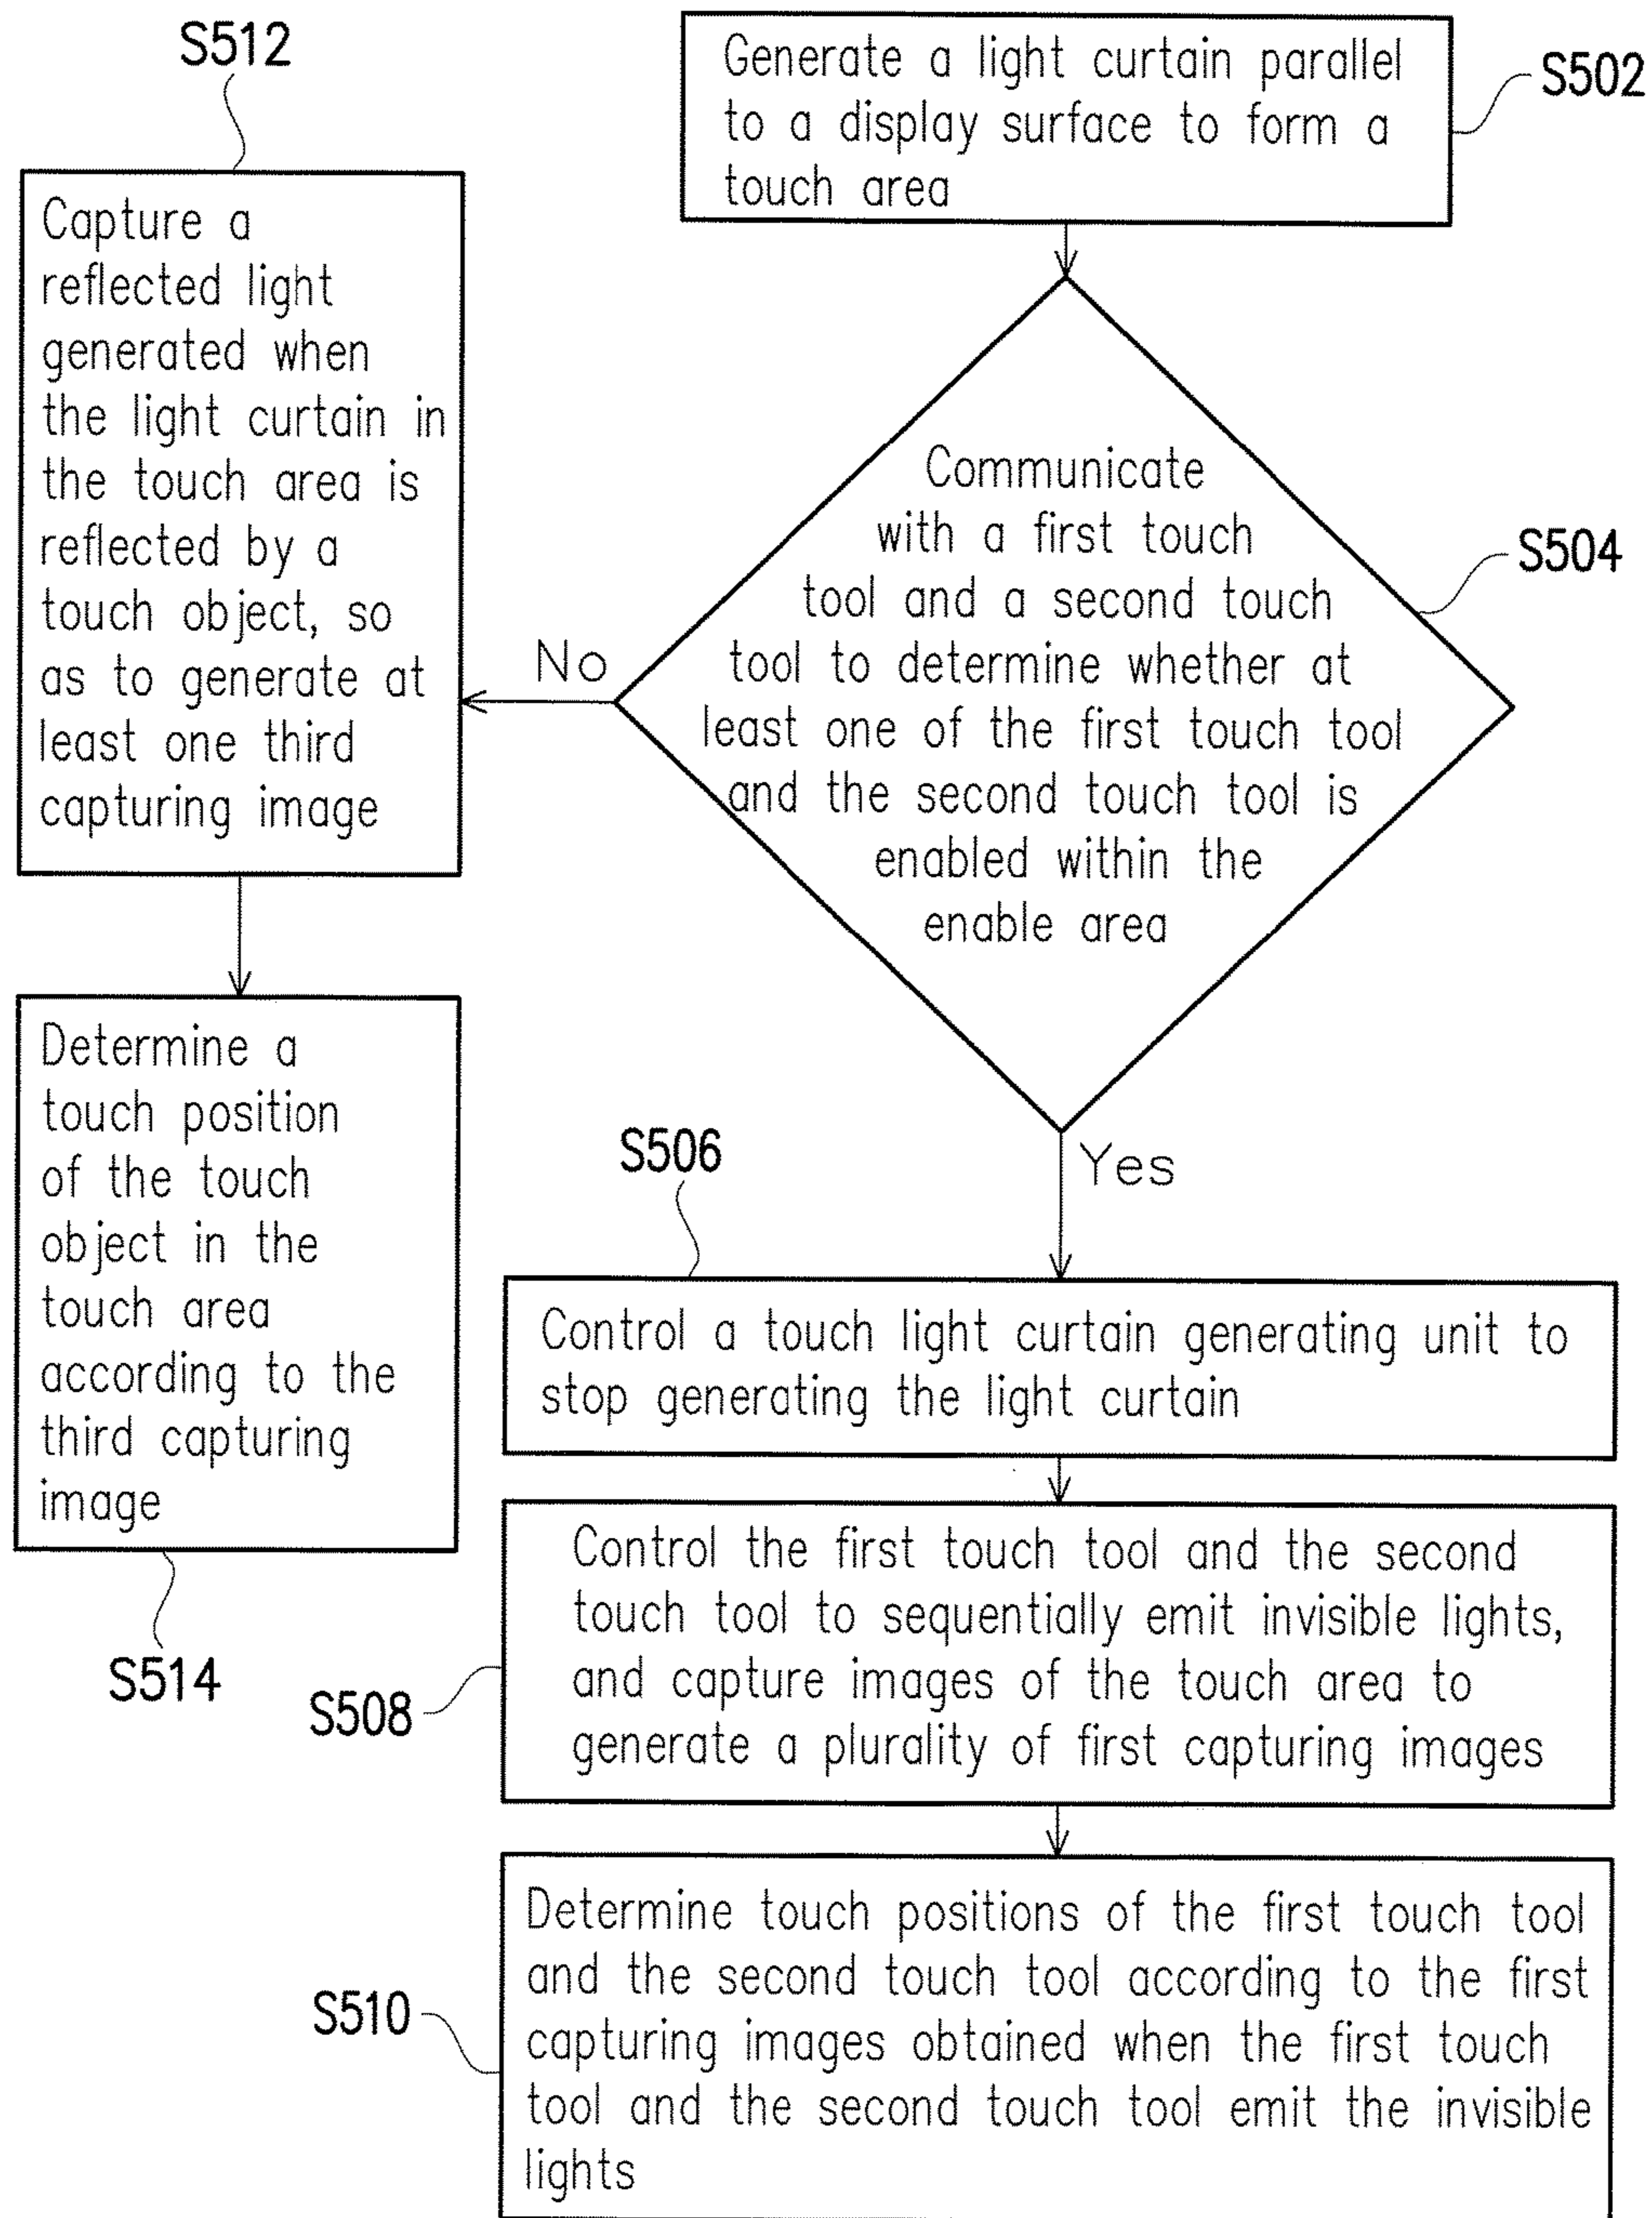 Generate a light curtain parallel
to a display surface to form a
touch area
S502
Communicate
with a first touch
tool and a second touch
tool to determine whether at
least one of the first touch tool
and the second touch tool is
enabled within the
enable area
S504
No
S512
Capture a
reflected light
generated when
the light curtain in
the touch area is
reflected by a
touch object, so
as to generate at
least one third
capturing image
Determine a
touch position
of the touch
object in the
touch area
according to the
third capturing
image
S514
Yes
S506
Control a touch light curtain generating unit to
stop generating the light curtain
Control the first touch tool and the second
touch tool to sequentially emit invisible lights,
and capture images of the touch area to
generate a plurality of first capturing images
S508
Determine touch positions of the first touch tool
and the second touch tool according to the first
capturing images obtained when the first touch
tool and the second touch tool emit the invisible
lights
S510